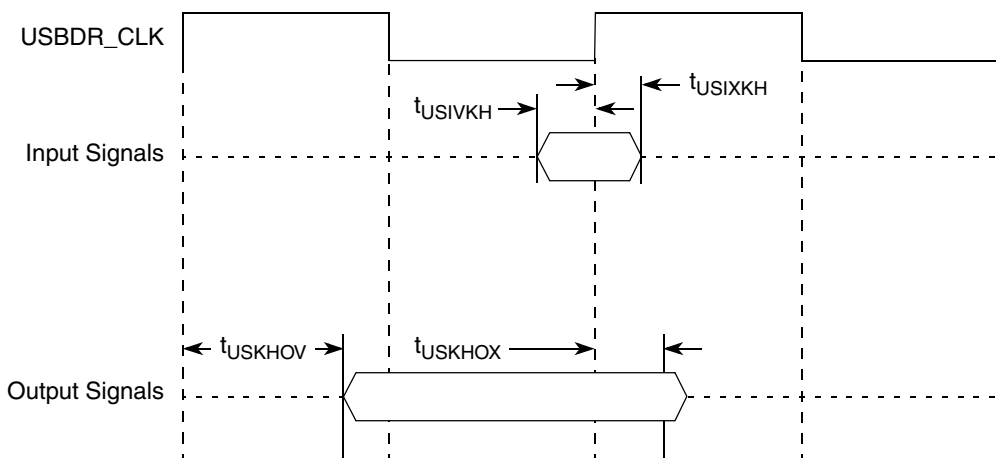 USBDR_CLK
tUSIXKH
tUSIVKH
Input Signals
tUSKHOV
tUSKHOX
Output Signals